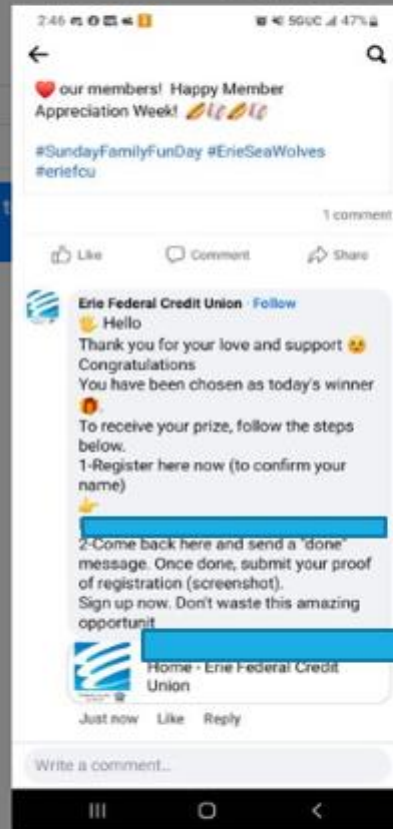 2:46
5GUC 47%
our members! Happy Member
Appreciation Week!
#SundayFamilyFunDay #ErieSeaWolves
#eriefcu
1 comment
Like Comment Share
Erie Federal Credit Union · Follow
Hello
Thank you for your love and support
Congratulations
You have been chosen as today's winner
.
To receive your prize, follow the steps
below.
1-Register here now (to confirm your
name)
2-Come back here and send a "done"
message. Once done, submit your proof
of registration (screenshot).
Sign up now. Don't waste this amazing
opportunit
Home - Erie Federal Credit
Union
Just now Like Reply
Write a comment...